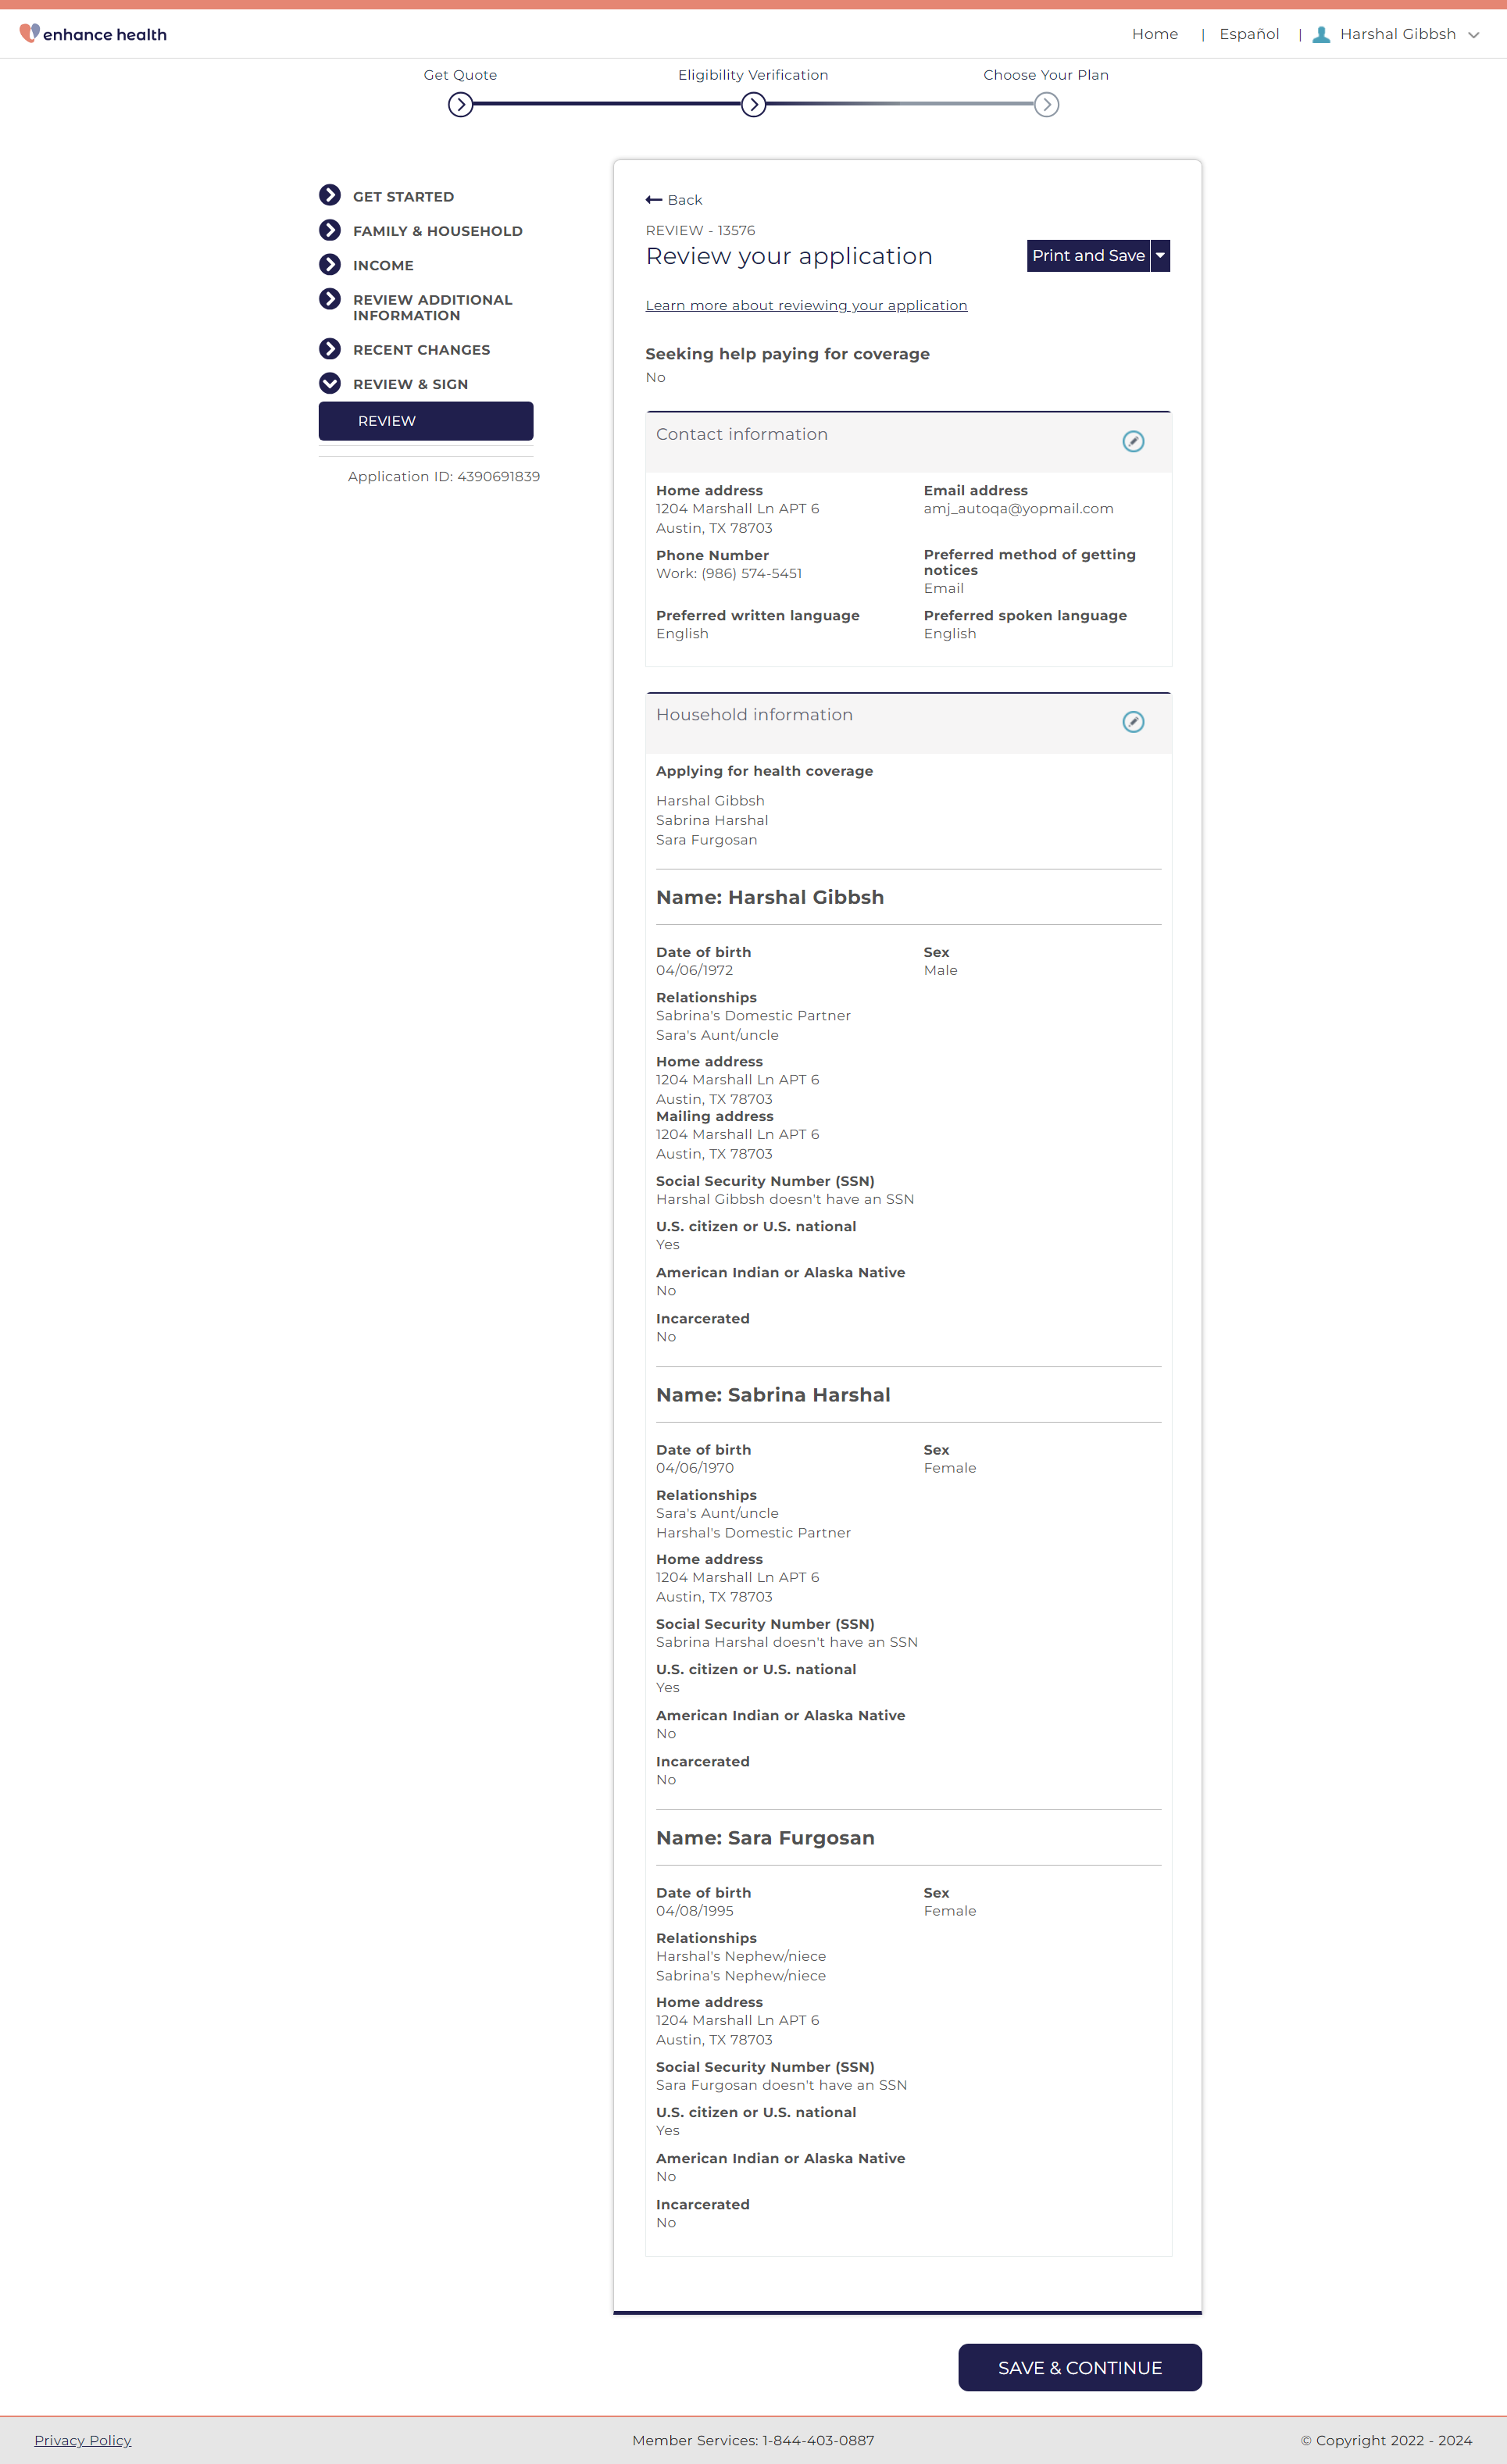 enhance health
Home | Español | Harshal Gibbsh
Get Quote
Eligibility Verification
Choose Your Plan
GET STARTED
FAMILY & HOUSEHOLD
INCOME
REVIEW ADDITIONAL
INFORMATION
RECENT CHANGES
REVIEW & SIGN
REVIEW
Application ID: 4390691839
Back
REVIEW - 13576
Review your application
Print and Save
Learn more about reviewing your application
Seeking help paying for coverage
No
Contact information
Home address
1204 Marshall Ln APT 6
Austin, TX 78703
Email address
amj_autoqa@yopmail.com
Phone Number
Work: (986) 574-5451
Preferred method of getting
notices
Email
Preferred written language
English
Preferred spoken language
English
Household information
Applying for health coverage
Harshal Gibbsh
Sabrina Harshal
Sara Furgosan
Name: Harshal Gibbsh
Date of birth
04/06/1972
Sex
Male
Relationships
Sabrina's Domestic Partner
Sara's Aunt/uncle
Home address
1204 Marshall Ln APT 6
Austin, TX 78703
Mailing address
1204 Marshall Ln APT 6
Austin, TX 78703
Social Security Number (SSN)
Harshal Gibbsh doesn't have an SSN
U.S. citizen or U.S. national
Yes
American Indian or Alaska Native
No
Incarcerated
No
Name: Sabrina Harshal
Date of birth
04/06/1970
Sex
Female
Relationships
Sara's Aunt/uncle
Harshal's Domestic Partner
Home address
1204 Marshall Ln APT 6
Austin, TX 78703
Social Security Number (SSN)
Sabrina Harshal doesn't have an SSN
U.S. citizen or U.S. national
Yes
American Indian or Alaska Native
No
Incarcerated
No
Name: Sara Furgosan
Date of birth
04/08/1995
Sex
Female
Relationships
Harshal's Nephew/niece
Sabrina's Nephew/niece
Home address
1204 Marshall Ln APT 6
Austin, TX 78703
Social Security Number (SSN)
Sara Furgosan doesn't have an SSN
U.S. citizen or U.S. national
Yes
American Indian or Alaska Native
No
Incarcerated
No
SAVE & CONTINUE
Privacy Policy
Member Services: 1-844-403-0887
© Copyright 2022 - 2024